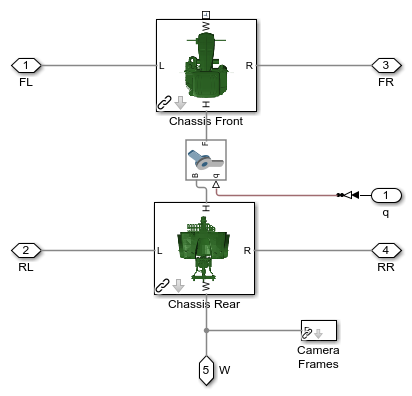 W
1
L
R
3
FL
FR
H
Chassis Front
F
B
q
1
q
H
2
L
R
4
RL
RR
W
Chassis Rear
F
5
W
Camera
Frames